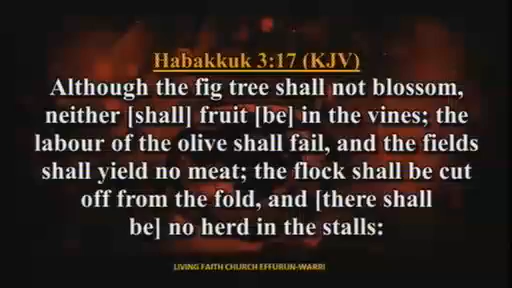 Habakkuk 3:17 (KJV)
Although the fig tree shall not blossom,
neither [shall] fruit [be] in the vines; the
labour of the olive shall fail, and the fields
shall yield no meat; the flock shall be cut
off from the fold, and [there shall
be] no herd in the stalls:
LIVING FAITH CHURCH EFFURUN-WARRI